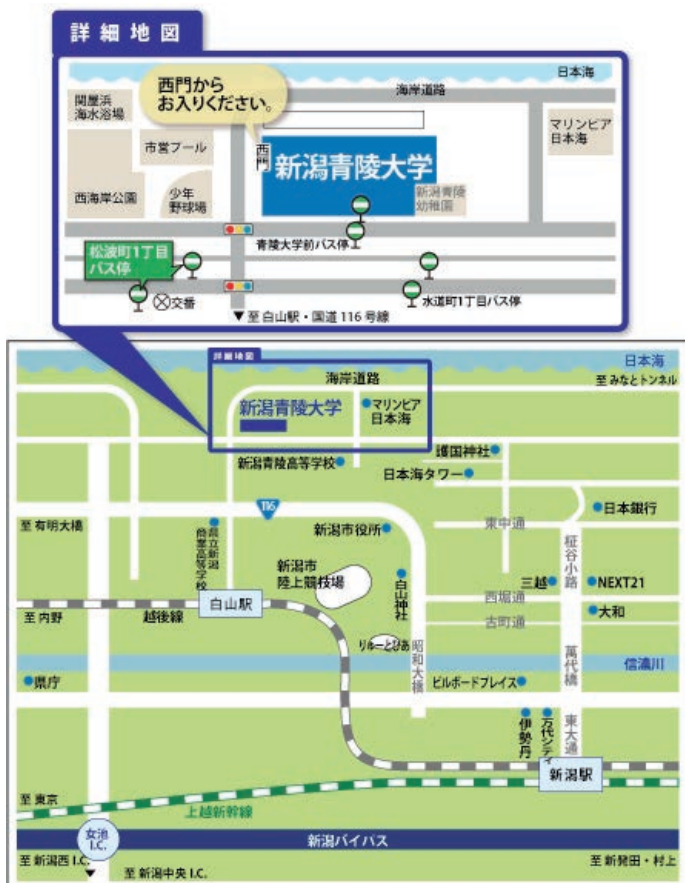 詳細地図
日本海
西門から
お入りください。
海岸道路
関屋浜
海水浴場
マリンピア
日本海
市営プール
西門
新潟青陵大学
西海岸公園
少年
野球場
新潟青陵
幼稚園
青陵大学前バス停
松波町1丁目
バス停
交番
水道町1丁目バス停
▼至 白山駅・国道 116 号線
詳細地図
日本海
海岸道路
至 みなとトンネル
新潟青陵大学
マリンピア
日本海
新潟青陵高等学校
護国神社
日本海タワー
116
日本銀行
至 有明大橋
県立新潟
商業高等学校
新潟市役所
東中通
柾谷小路
新潟市
陸上競技場
白山神社
三越
NEXT21
白山駅
西堀通
大和
至 内野
越後線
古町通
りゅーとぴあ
昭和大橋
萬代橋
信濃川
県庁
ビルボードプレイス
伊勢丹
万代シティ
東大通
新潟駅
至 東京
上越新幹線
女池
I.C.
新潟バイパス
至 新潟西 I.C.
至 新発田・村上
至 新潟中央 I.C.